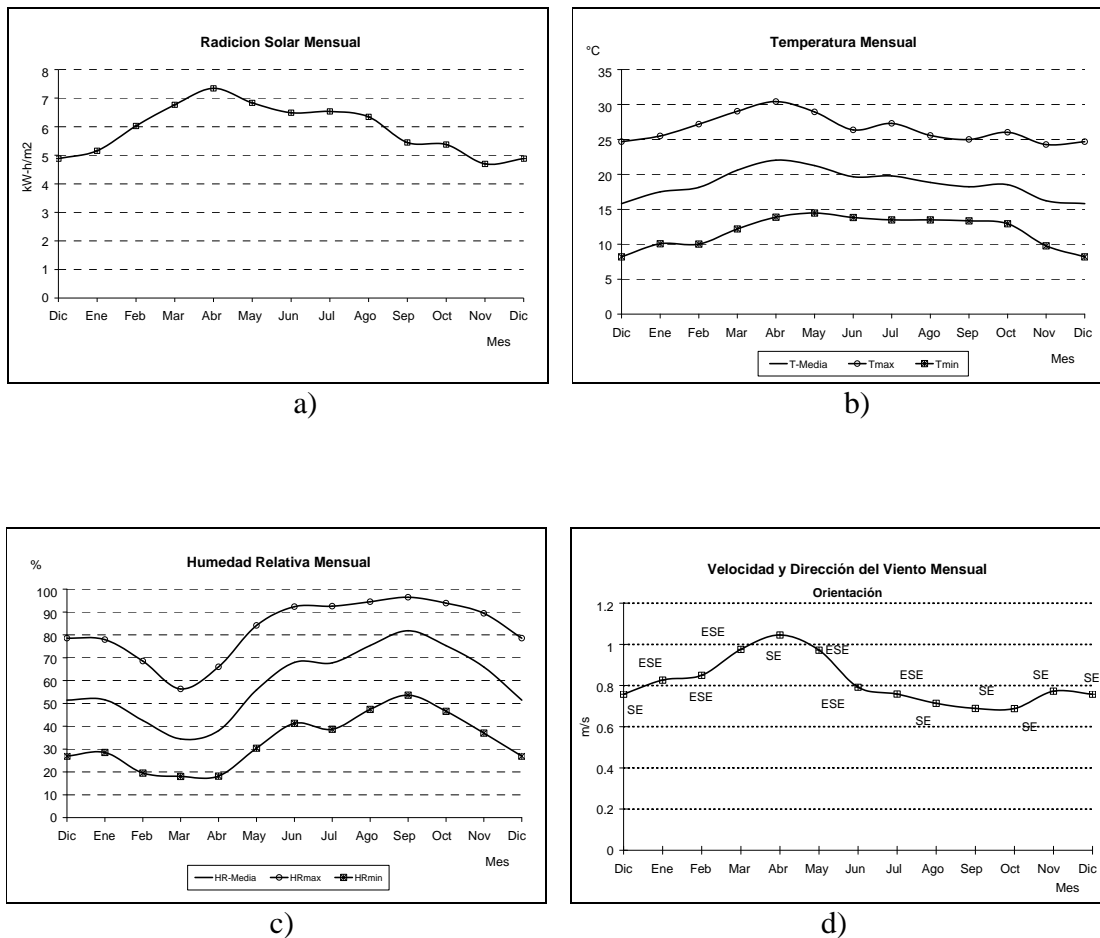 Radicion Solar Mensual
8
7
6
5
4
3
2
1
0
kW-h/m2
Dic Ene Feb Mar Abr May Jun Jul Ago Sep Oct Nov Dic
Mes
a)
°C
Temperatura Mensual
35
30
25
20
15
10
5
0
Dic Ene Feb Mar Abr May Jun Jul Ago Sep Oct Nov Dic
Mes
T-Media Tmax Tmin
b)
%
Humedad Relativa Mensual
100
90
80
70
60
50
40
30
20
10
0
Dic Ene Feb Mar Abr May Jun Jul Ago Sep Oct Nov Dic
Mes
HR-Media HRmax HRmin
c)
Velocidad y Dirección del Viento Mensual
Orientación
1.2
1
0.8
0.6
0.4
0.2
0
m/s
SE
ESE
ESE
ESE
SE
ESE
ESE
ESE
SE
SE
SE
SE
SE
Dic Ene Feb Mar Abr May Jun Jul Ago Sep Oct Nov Dic
Mes
d)